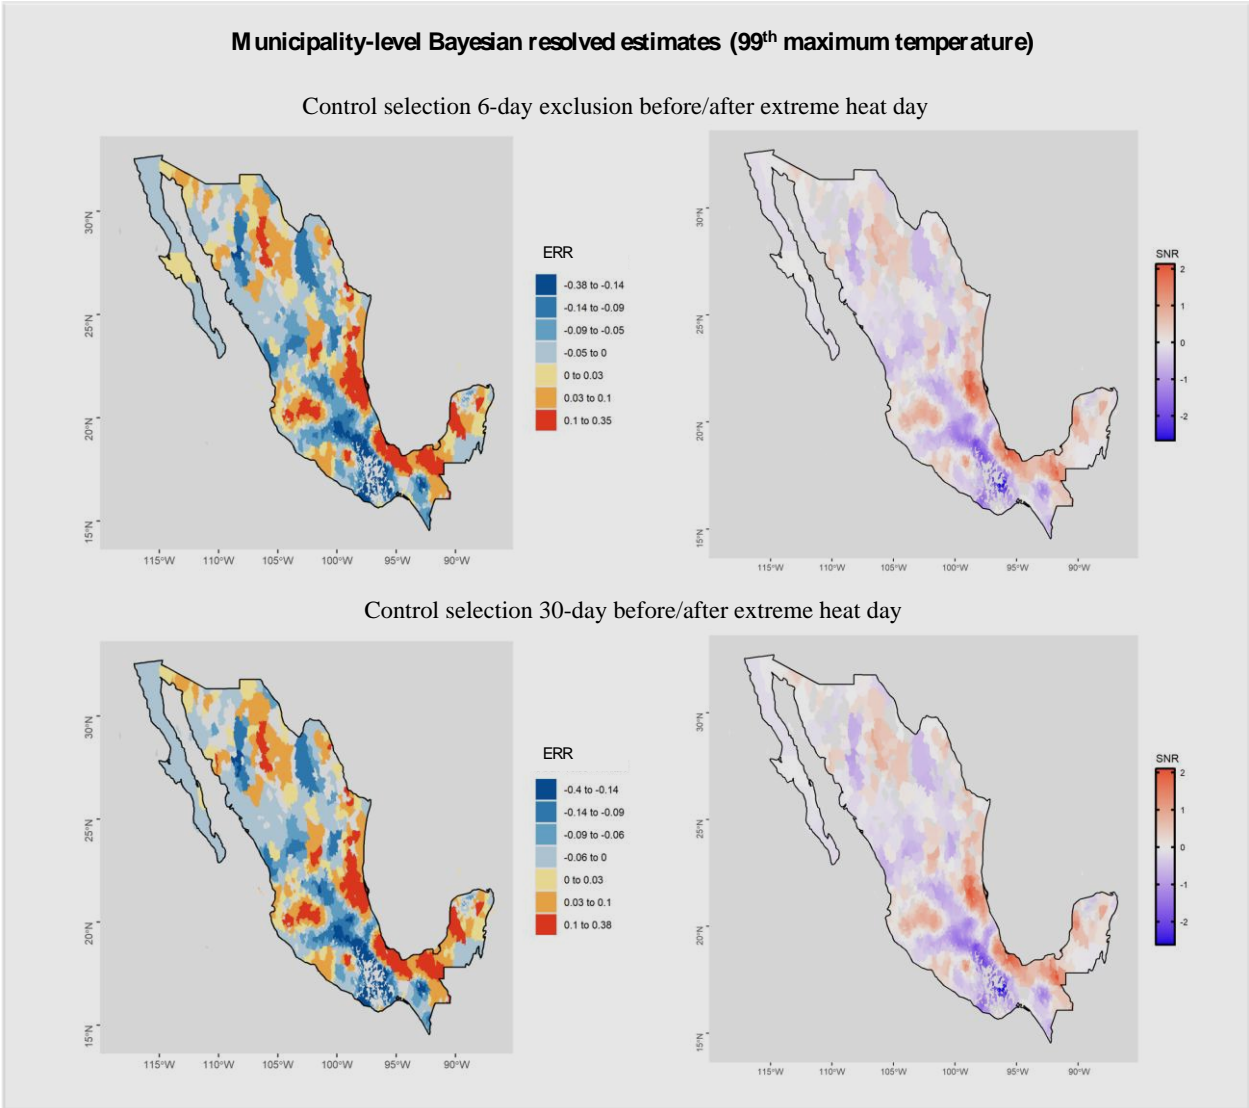 Municipality-level Bayesian resolved estimates (99th maximum temperature)
Control selection 6-day exclusion before/after extreme heat day
30°N
25°N
20°N
15°N
115°W 110°W 105°W 100°W 95°W 90°W
ERR
-0.38 to -0.14
-0.14 to -0.09
-0.09 to -0.05
-0.05 to 0
0 to 0.03
0.03 to 0.1
0.1 to 0.35
30°N
25°N
20°N
15°N
115°W 110°W 105°W 100°W 95°W 90°W
SNR
2
1
0
-1
-2
Control selection 30-day before/after extreme heat day
30°N
25°N
20°N
15°N
115°W 110°W 105°W 100°W 95°W 90°W
ERR
-0.4 to -0.14
-0.14 to -0.09
-0.09 to -0.06
-0.06 to 0
0 to 0.03
0.03 to 0.1
0.1 to 0.38
30°N
25°N
20°N
15°N
115°W 110°W 105°W 100°W 95°W 90°W
SNR
2
1
0
-1
-2